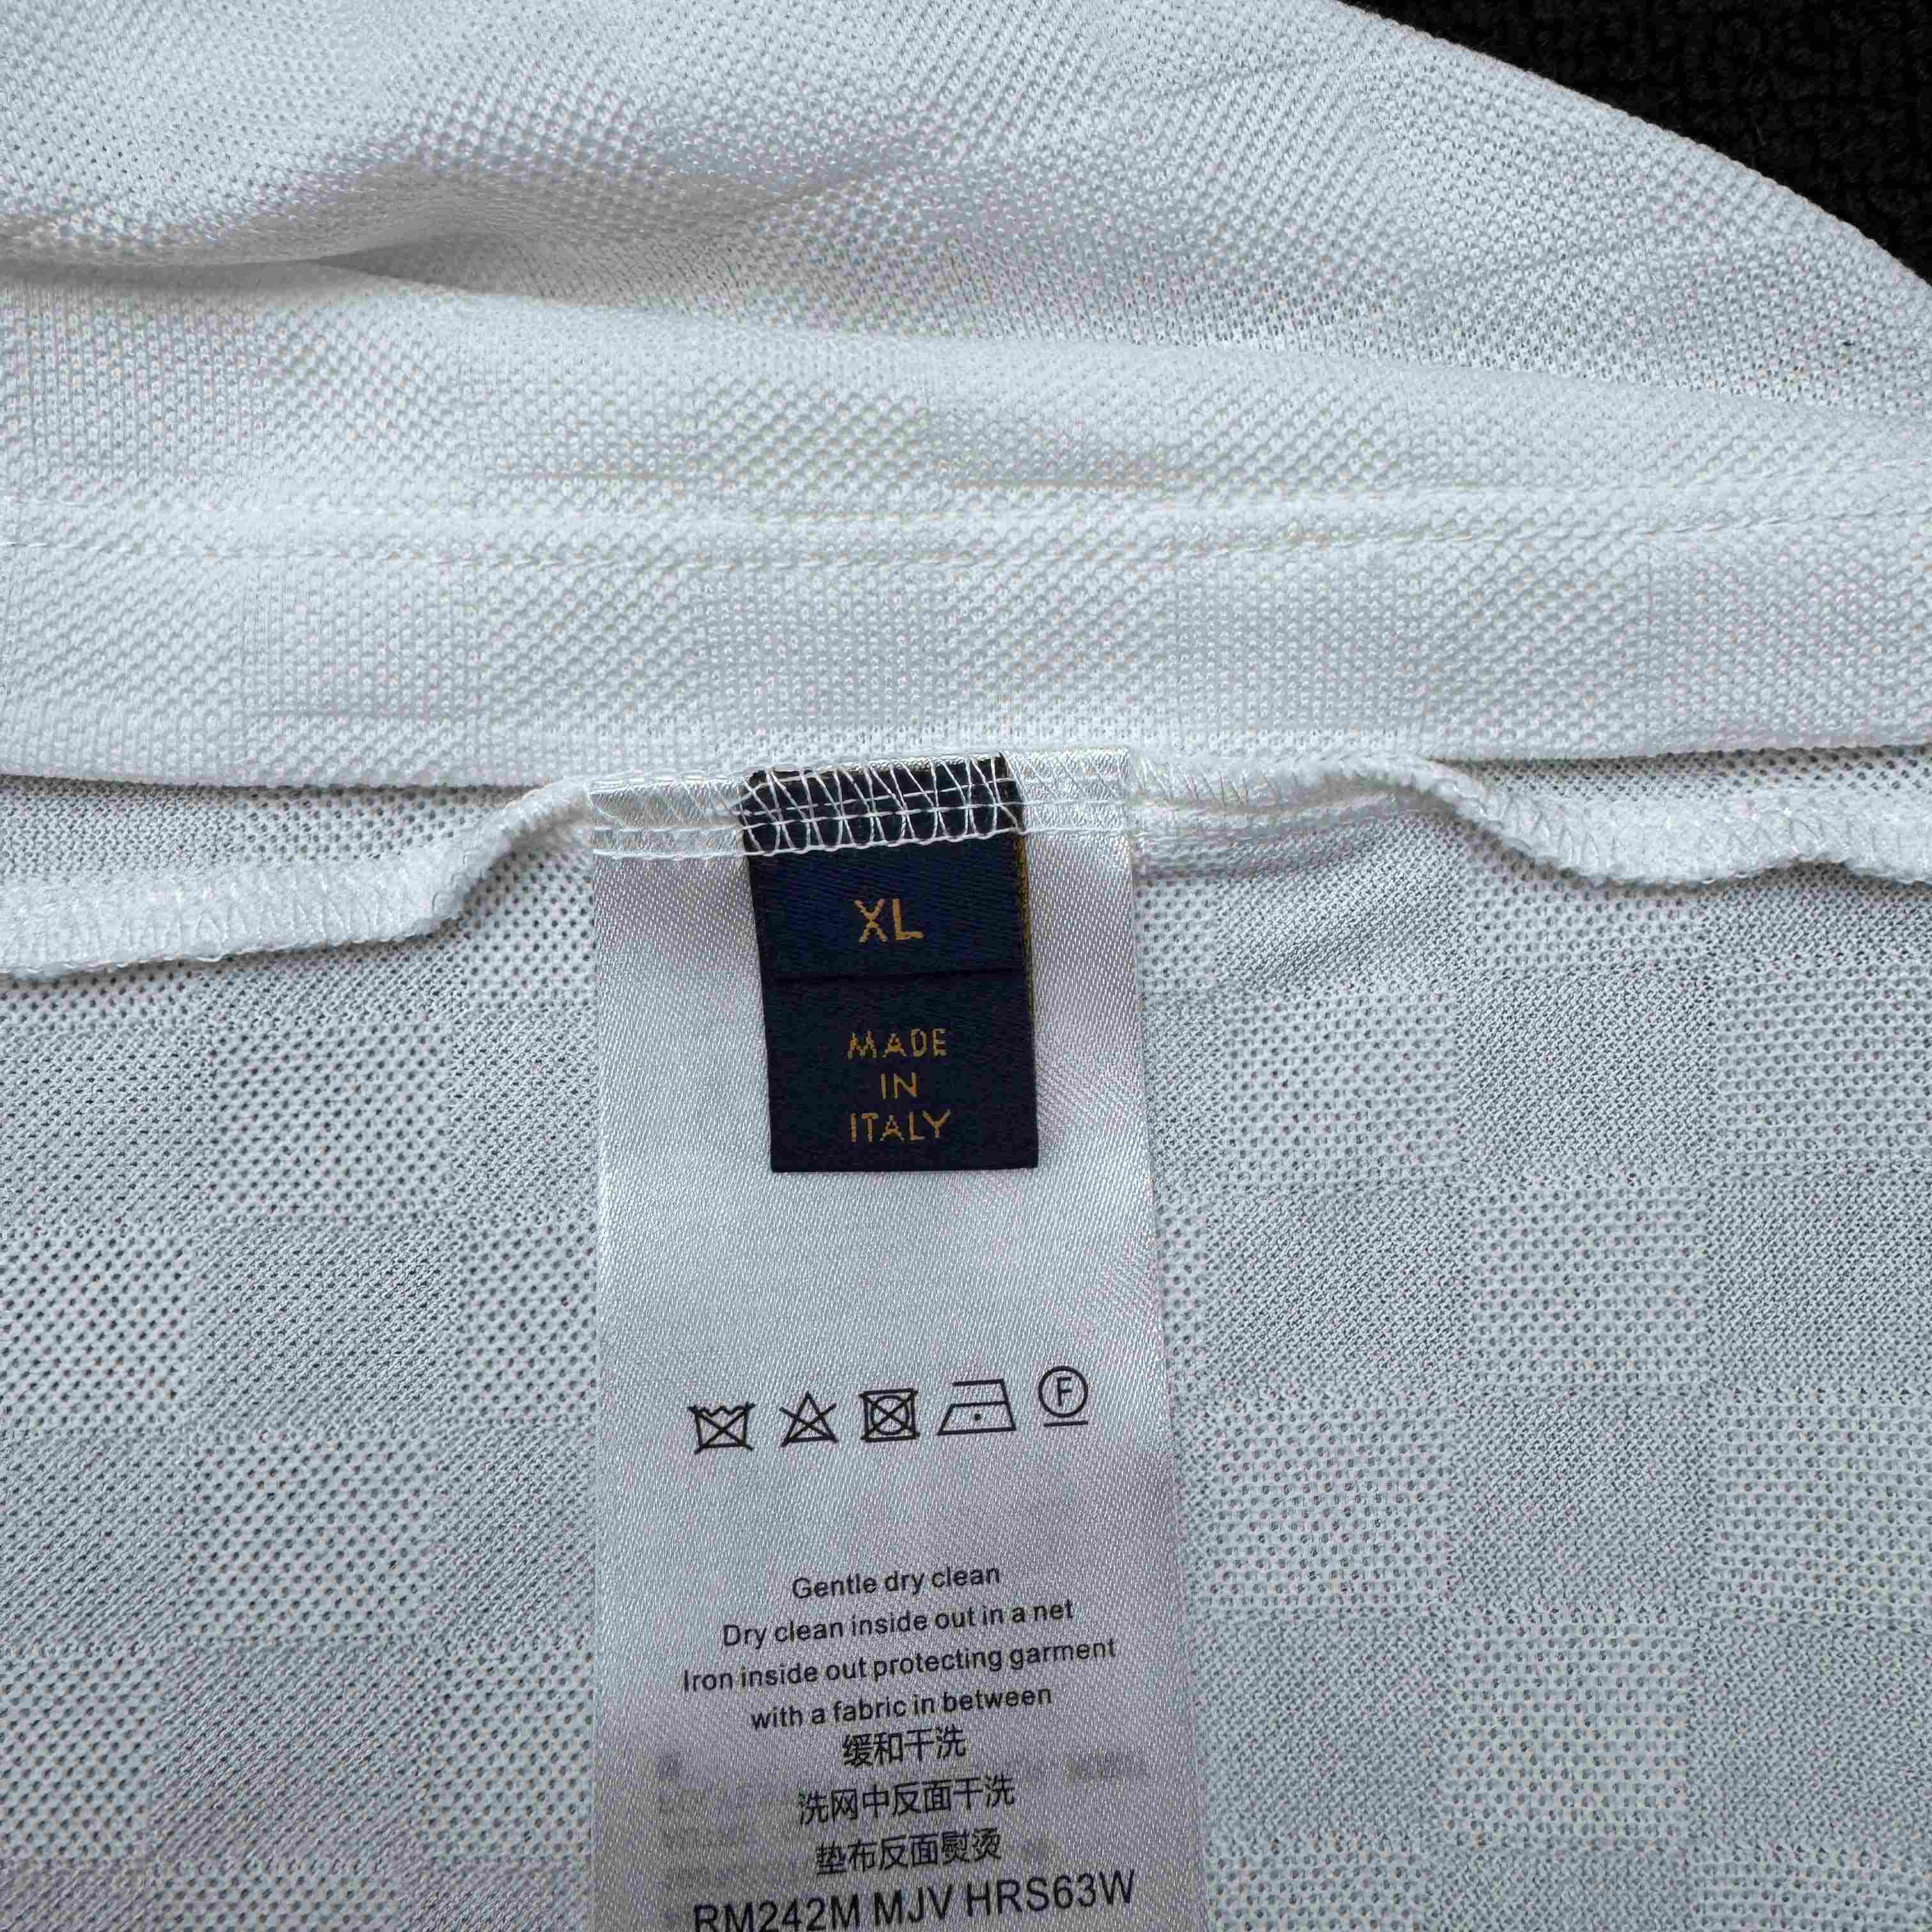 XL
MADE
IN
ITALY
F
Gentle dry clean
Dry clean inside out in a net
Iron inside out protecting garment
with a fabric in between
缓和干洗
洗网中反面干洗
垫布反面熨烫
RM242M MJV HRS63W